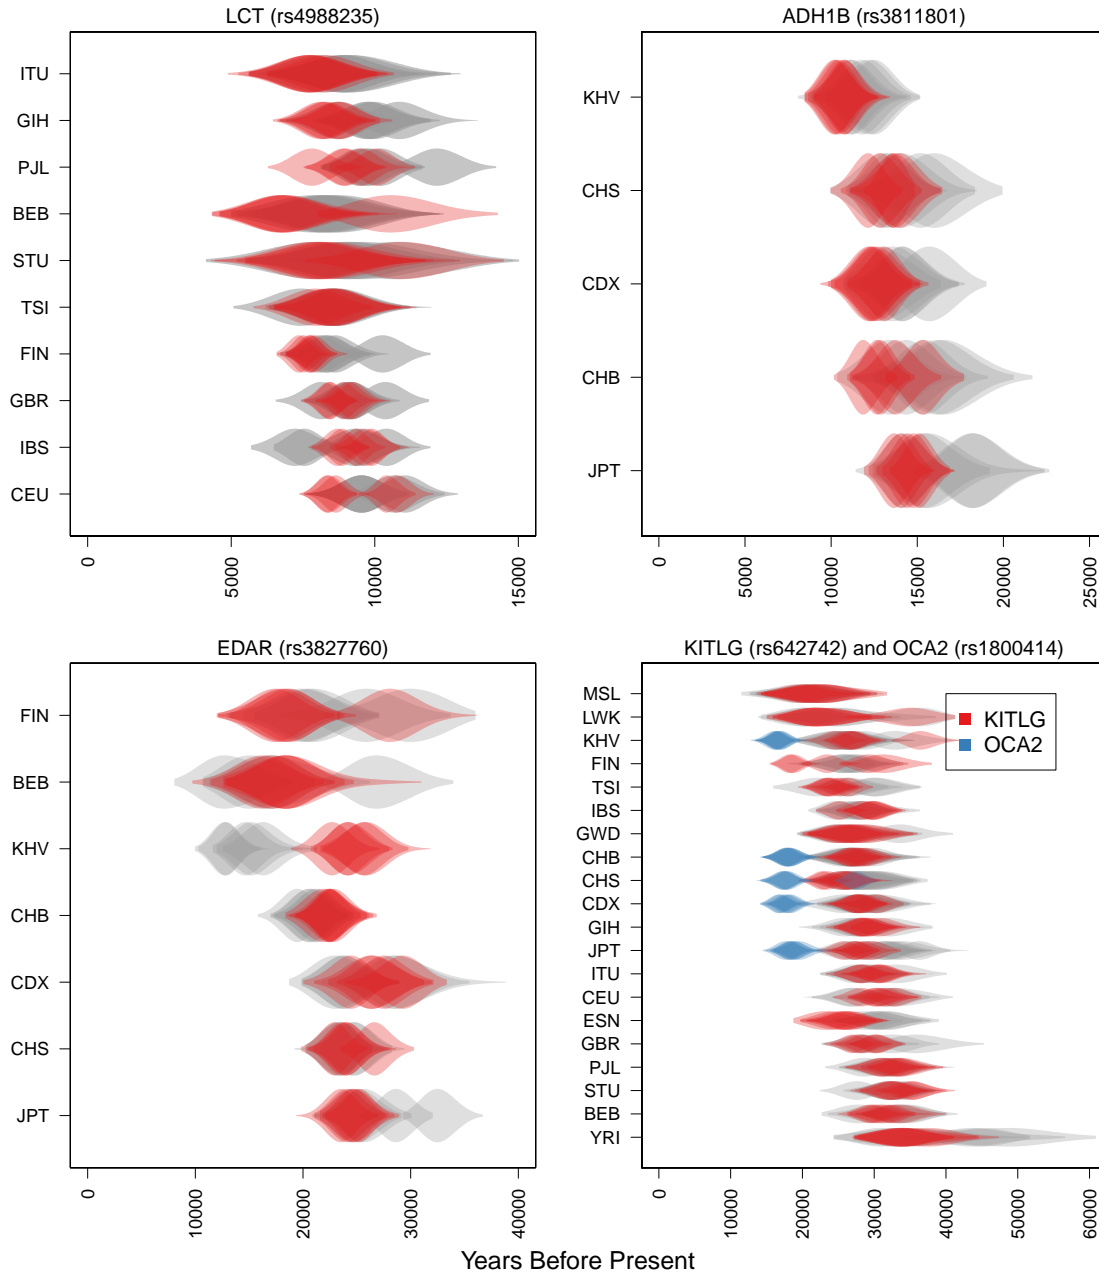 LCT (rs4988235)
ITU
GIH
PJL
BEB
STU
TSI
FIN
GBR
IBS
CEU
0
5000
10000
15000
ADH1B (rs3811801)
KHV
CHS
CDX
CHB
JPT
0
5000
10000
15000
20000
25000
EDAR (rs3827760)
FIN
BEB
KHV
CHB
CDX
CHS
JPT
0
10000
20000
30000
40000
KITLG (rs642742) and OCA2 (rs1800414)
MSL
LWK
KHV
FIN
TSI
IBS
GWD
CHB
CHS
CDX
GIH
JPT
ITU
CEU
ESN
GBR
PJL
STU
BEB
YRI
KITLG
OCA2
0
10000
20000
30000
40000
50000
60000
Years Before Present